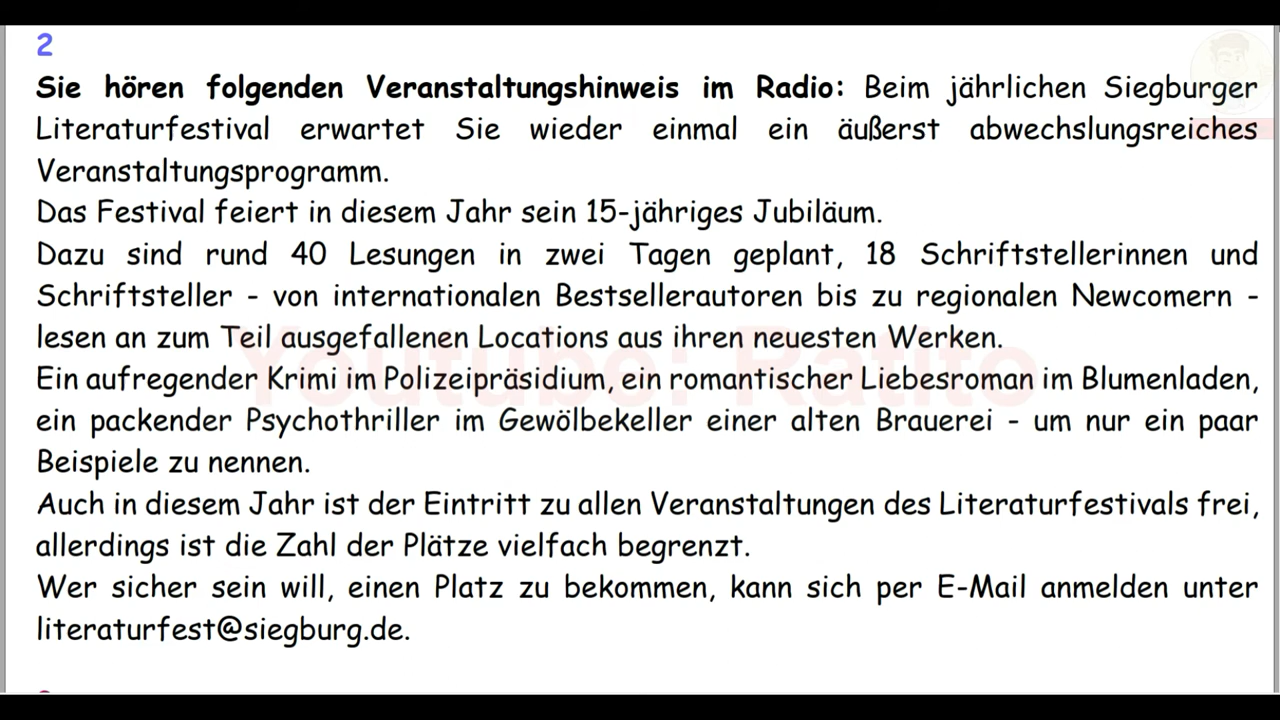 2
Sie hören folgenden Veranstaltungshinweis im Radio: Beim jährlichen Siegburger
Literaturfestival erwartet Sie wieder einmal ein äußerst abwechslungsreiches
Veranstaltungsprogramm.
Das Festival feiert in diesem Jahr sein 15-jähriges Jubiläum.
Dazu sind rund 40 Lesungen in zwei Tagen geplant, 18 Schriftstellerinnen und
Schriftsteller - von internationalen Bestsellerautoren bis zu regionalen Newcomern -
lesen an zum Teil ausgefallenen Locations aus ihren neuesten Werken.
Youtube: Ratito
Ein aufregender Krimi im Polizeipräsidium, ein romantischer Liebesroman im Blumenladen,
ein packender Psychothriller im Gewölbekeller einer alten Brauerei - um nur ein paar
Beispiele zu nennen.
Auch in diesem Jahr ist der Eintritt zu allen Veranstaltungen des Literaturfestivals frei,
allerdings ist die Zahl der Plätze vielfach begrenzt.
Wer sicher sein will, einen Platz zu bekommen, kann sich per E-Mail anmelden unter
literaturfest@siegburg.de.